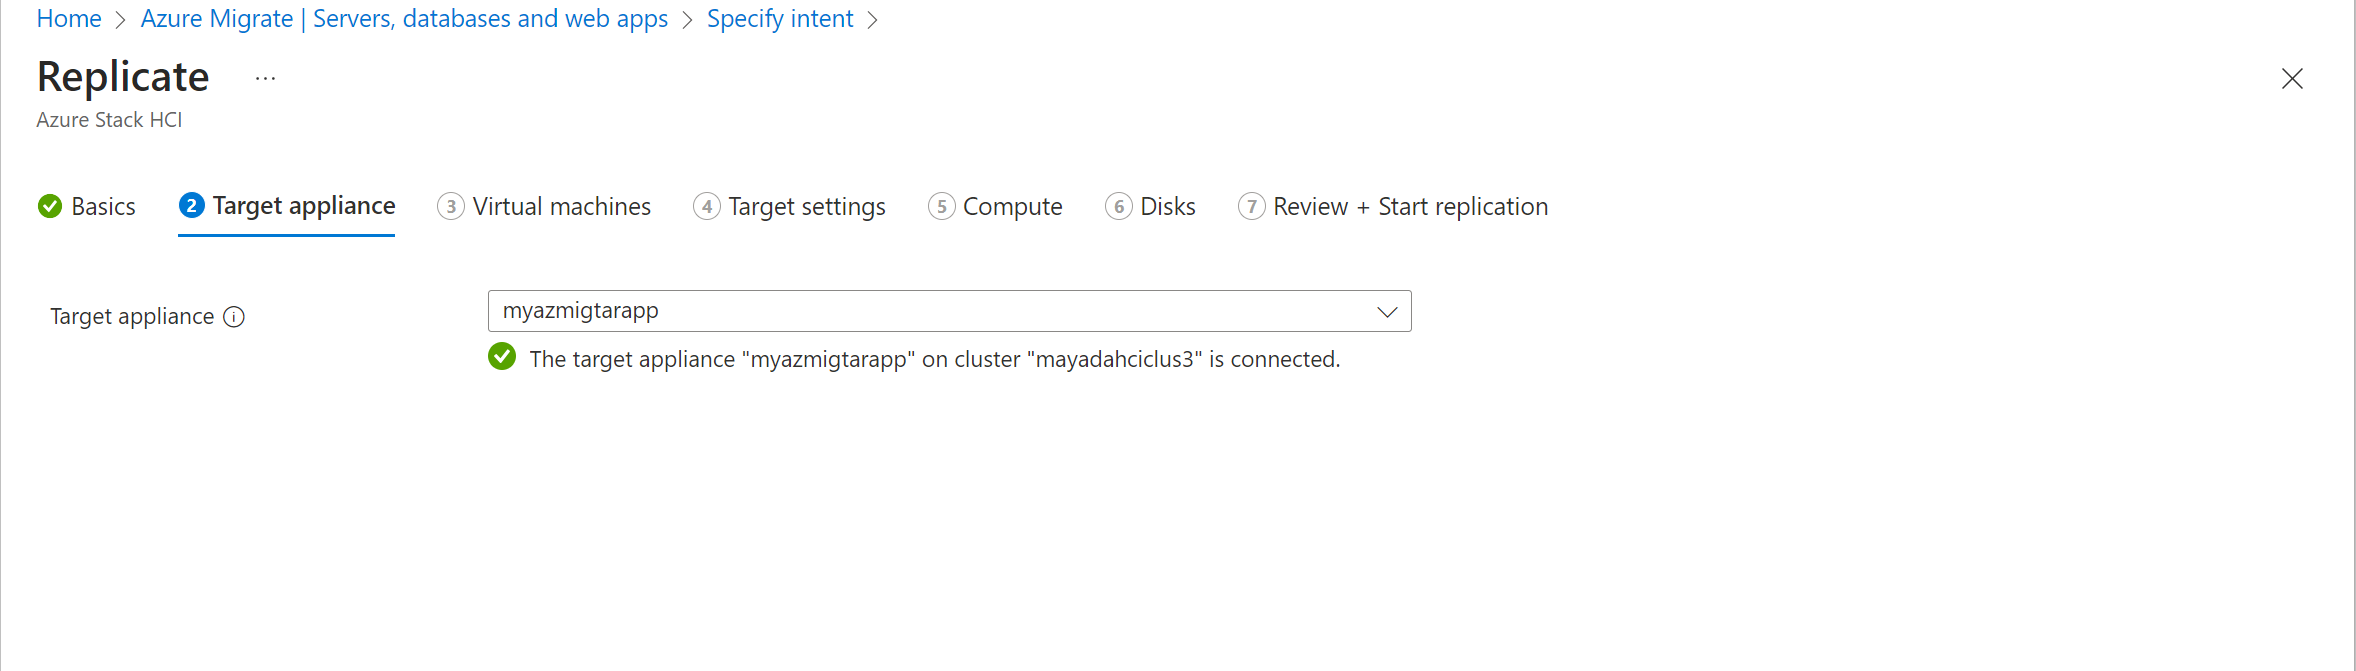 Home > Azure Migrate | Servers, databases and web apps > Specify intent >
Replicate ...
Azure Stack HCI
Basics 2 Target appliance 3 Virtual machines 4 Target settings 5 Compute 6 Disks 7 Review + Start replication
Target appliance myazmigtarapp
The target appliance "myazmigtarapp" on cluster "mayadahciclus3" is connected.